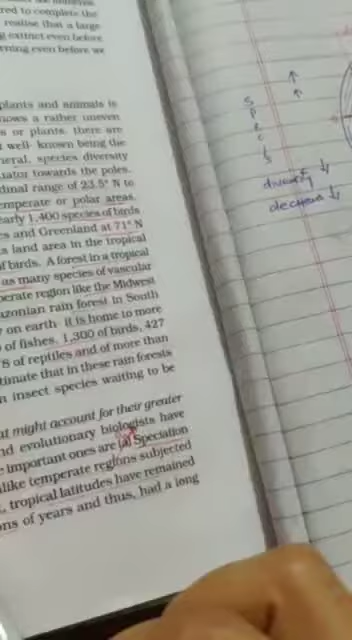 red to complete the
realise that a large
extinct even before
rning even before we
plants and animals is
hows a rather uneven
s or plants, there are
well- known being the
neral, species diversity
uator towards the poles.
dinal range of 23.5° N to
emperate or polar areas.
early 1,400 species of birds
es and Greenland at 71° N
s land area in the tropical
f birds. A forest in a tropical
as many species of vascular
perate region like the Midwest
azonian rain forest in South
on earth- it is home to more
of fishes, 1,300 of birds, 427
8 of reptiles and of more than
timate that in these rain forests
n insect species waiting to be
at might account for their greater
nd evolutionary biologists have
e important ones are (a) Speciation
like temperate regions subjected
, tropical latitudes have remained
ons of years and thus, had a long
diversity ↓
decrease ↓